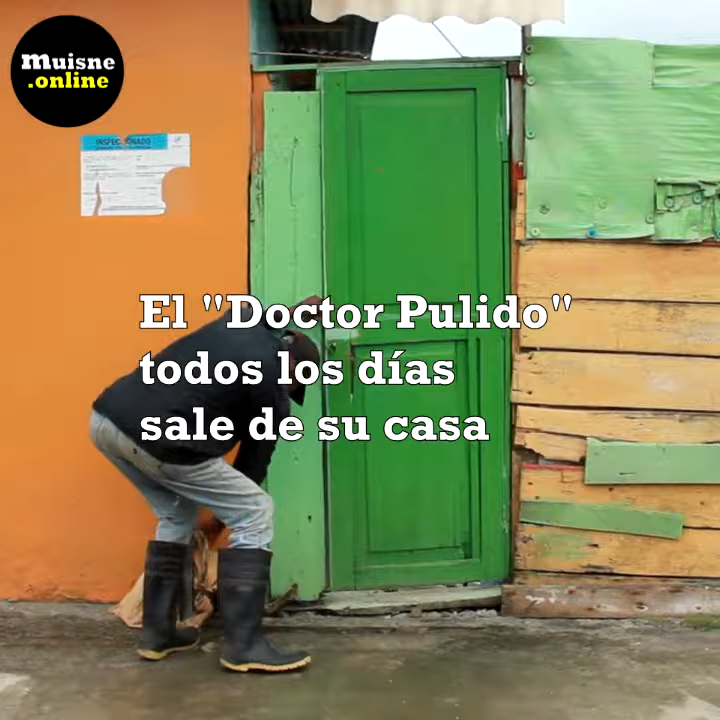 muisne
.online
INSPECCIONADO
El "Doctor Pulido"
todos los días
sale de su casa